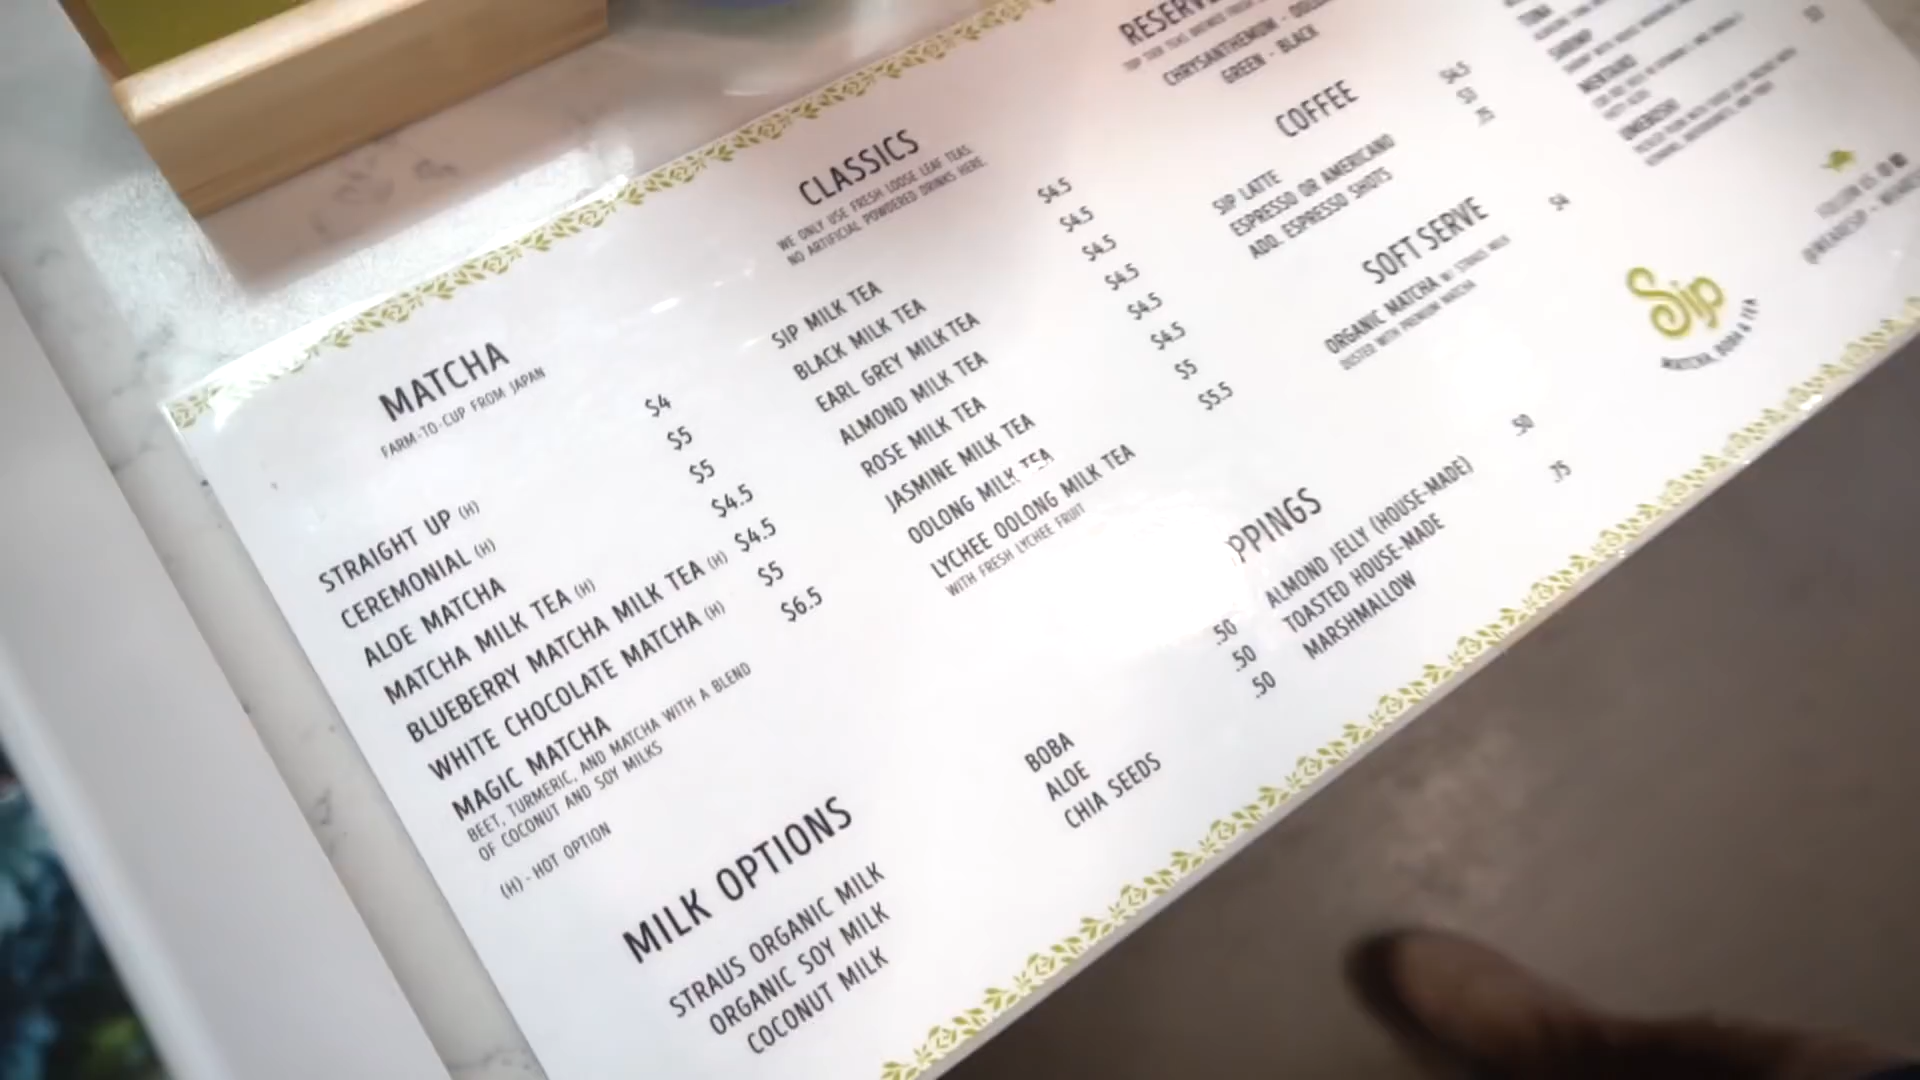 MATCHA
FARM-TO-CUP FROM JAPAN
STRAIGHT UP (H) $4
CEREMONIAL (H) $5
ALOE MATCHA $5
MATCHA MILK TEA (H) $4.5
BLUEBERRY MATCHA MILK TEA (H) $4.5
WHITE CHOCOLATE MATCHA (H) $5
MAGIC MATCHA $6.5
BEET, TURMERIC, AND MATCHA WITH A BLEND
OF COCONUT AND SOY MILKS
(H) - HOT OPTION
MILK OPTIONS
STRAUS ORGANIC MILK
ORGANIC SOY MILK
COCONUT MILK
CLASSICS
WE ONLY USE FRESH LOOSE LEAF TEAS.
NO ARTIFICIAL POWDERED DRINKS HERE.
SIP MILK TEA $4.5
BLACK MILK TEA $4.5
EARL GREY MILK TEA $4.5
ALMOND MILK TEA $4.5
ROSE MILK TEA $4.5
JASMINE MILK TEA $4.5
OOLONG MILK TEA $5
LYCHEE OOLONG MILK TEA $5.5
WITH FRESH LYCHEE FRUIT
PPINGS
BOBA .50
ALOE .50
CHIA SEEDS .50
ALMOND JELLY (HOUSE-MADE) .50
TOASTED HOUSE-MADE .75
MARSHMALLOW
RESERVE
CHRYSANTHEMUM -
GREEN - BLACK
COFFEE
SIP LATTE $4.5
ESPRESSO OR AMERICANO $3
ADD. ESPRESSO SHOTS .75
SOFT SERVE
ORGANIC MATCHA W/ STRAUS MILK $4
DUSTED WITH PREMIUM MATCHA
Sip
MATCHA, BOBA & TEA
FOLLOW US